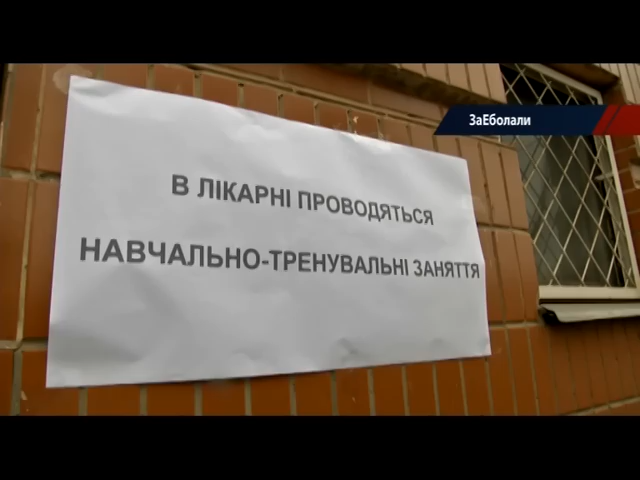 ЗаЕболали
В ЛІКАРНІ ПРОВОДЯТЬСЯ
НАВЧАЛЬНО-ТРЕНУВАЛЬНІ ЗАНЯТТЯ